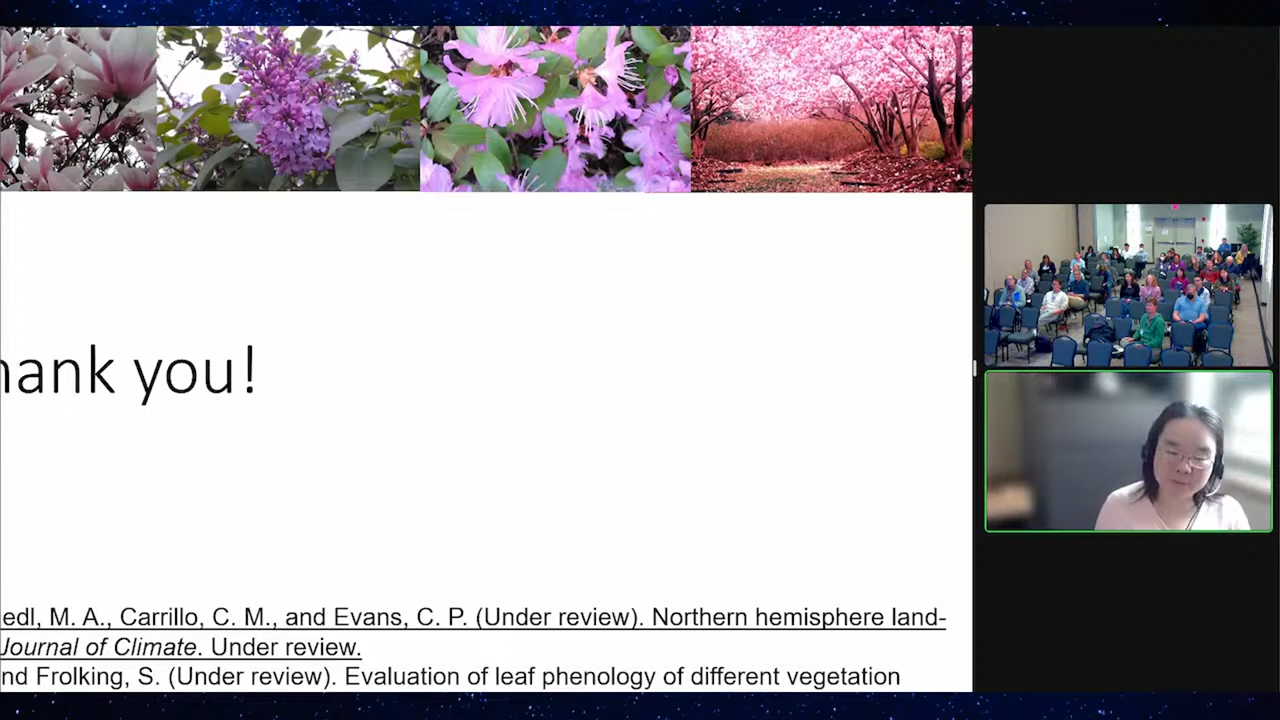 hank you!
edl, M. A., Carrillo, C. M., and Evans, C. P. (Under review). Northern hemisphere land-
Journal of Climate. Under review.
nd Frolking, S. (Under review). Evaluation of leaf phenology of different vegetation